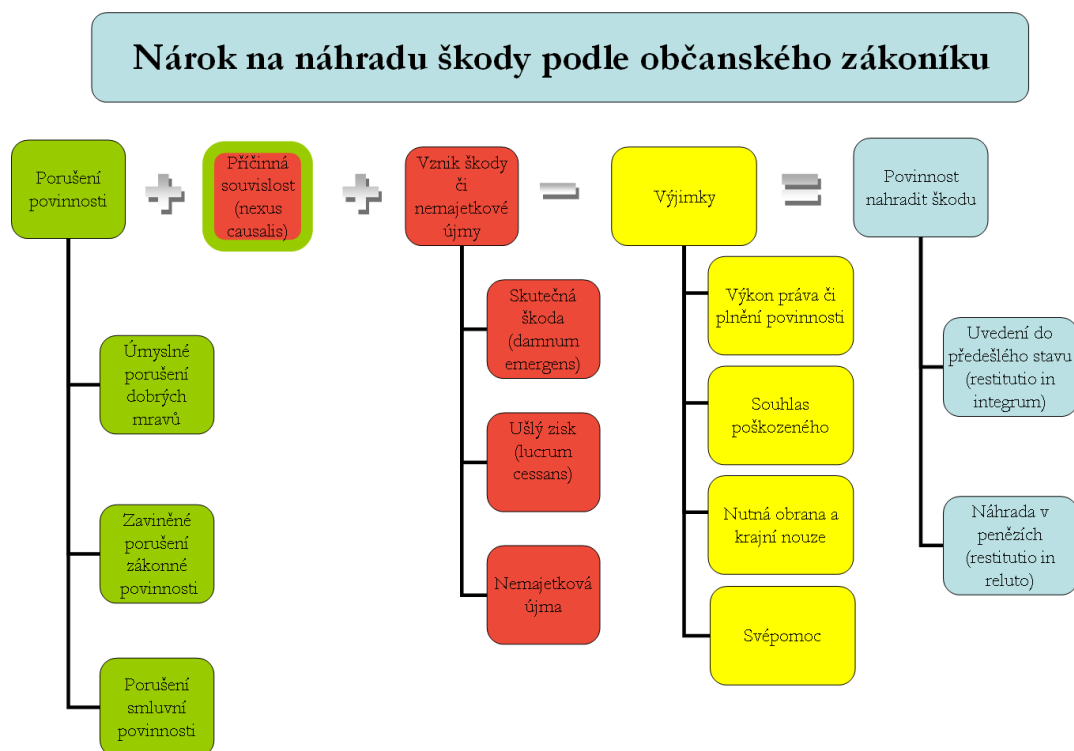 Nárok na náhradu škody podle občanského zákoníku
Porušení
povinnosti
Příčinná
souvislost
(nexus
causalis)
Vznik škody či
nemajetkové
újmy
Výjimky
Povinnost
nahradit škodu
Úmyslné
porušení
dobrých
mravů
Zaviněné
porušení
zákonné
povinnosti
Porušení
smluvní
povinnosti
Skutečná
škoda
(damnum
emergens)
Ušlý zisk
(lucrum
cessans)
Nemajetková
újma
Výkon práva či
plnění povinnosti
Souhlas
poškozeného
Nutná obrana a
krajní nouze
Svépomoc
Uvedení do
předešlého stavu
(restitutio in
integrum)
Náhrada v
penězích
(restitutio in
reluto)